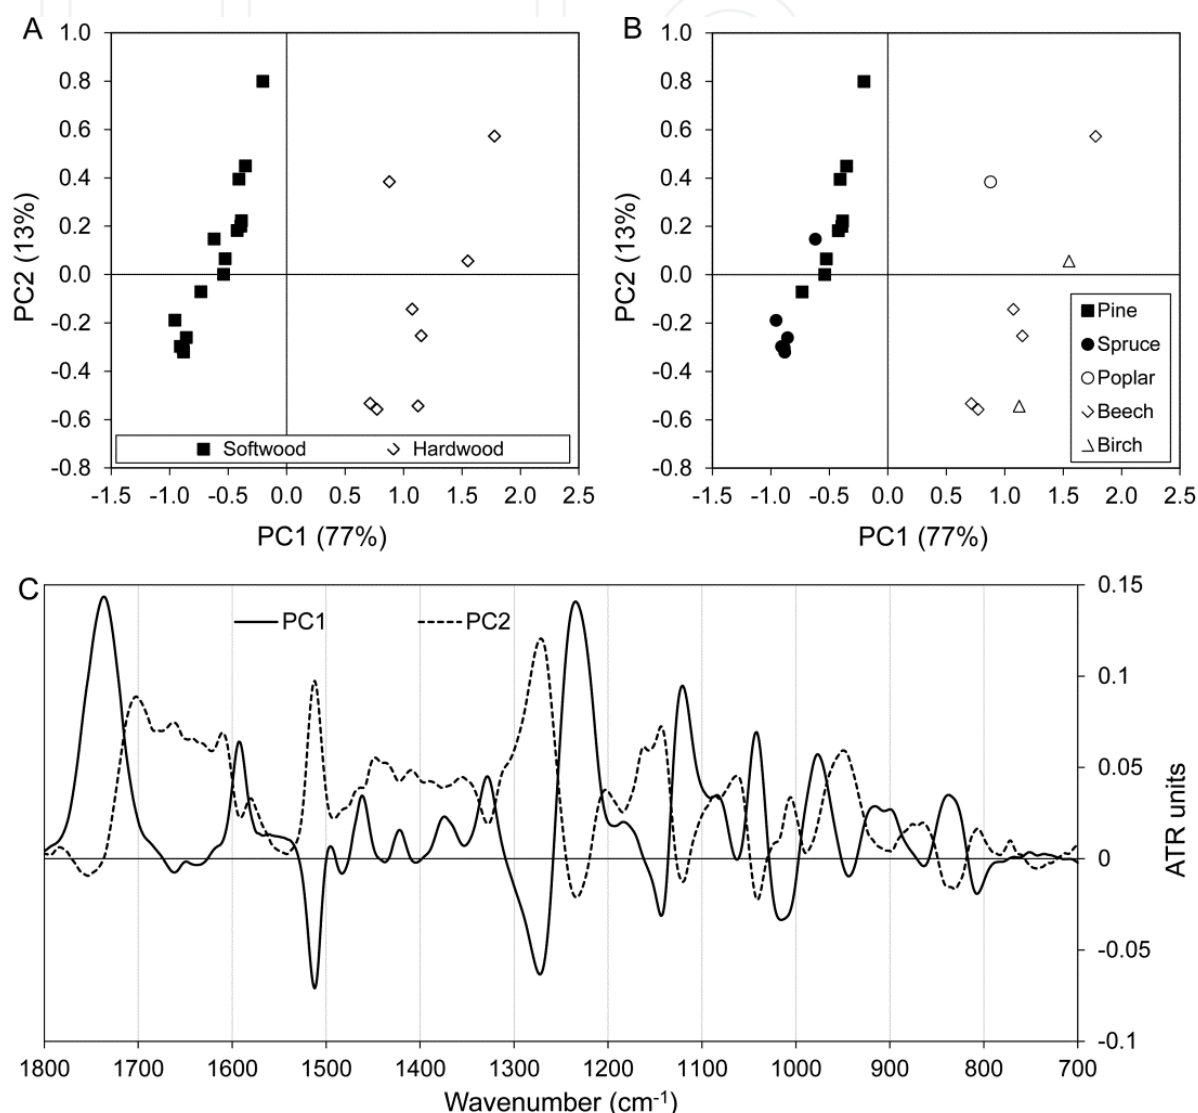 A
1.0
0.8
0.6
0.4
0.2
0.0
-0.2
-0.4
-0.6
-0.8
PC2 (13%)
Softwood Hardwood
-1.5 -1.0 -0.5 0.0 0.5 1.0 1.5 2.0 2.5
PC1 (77%)
B
1.0
0.8
0.6
0.4
0.2
0.0
-0.2
-0.4
-0.6
-0.8
PC2 (13%)
Pine
Spruce
Poplar
Beech
Birch
-1.5 -1.0 -0.5 0.0 0.5 1.0 1.5 2.0 2.5
PC1 (77%)
C
PC1 PC2
0.15
0.1
0.05
0
-0.05
-0.1
ATR units
1800 1700 1600 1500 1400 1300 1200 1100 1000 900 800 700
Wavenumber (cm⁻¹)